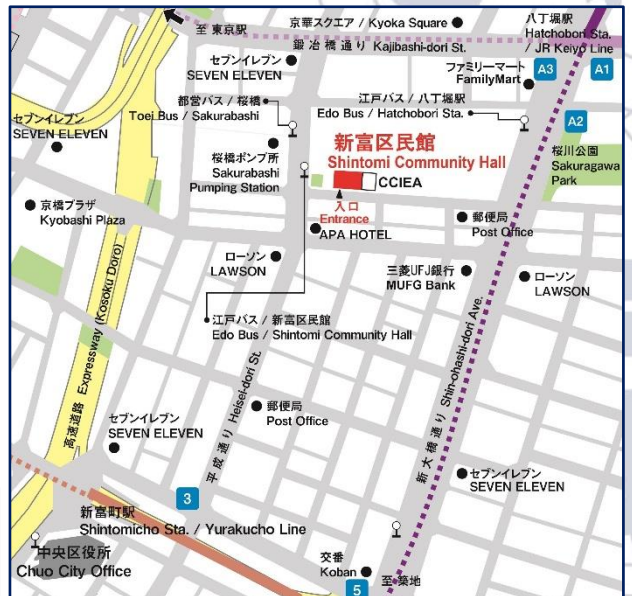 至 東京駅
京華スクエア / Kyoka Square
八丁堀駅
Hatchobori Sta.
/ JR Keiyo Line
鍛冶橋通り Kajibashi-dori St.
セブンイレブン
SEVEN ELEVEN
ファミリーマート
FamilyMart
A3
A1
都営バス / 桜橋
Toei Bus / Sakurabashi
江戸バス / 八丁堀駅
Edo Bus / Hatchobori Sta.
セブンイレブン
SEVEN ELEVEN
A2
桜川公園
Sakuragawa
Park
桜橋ポンプ所
Sakurabashi
Pumping Station
新富区民館
Shintomi Community Hall
CCIEA
入口
Entrance
京橋プラザ
Kyobashi Plaza
郵便局
Post Office
APA HOTEL
ローソン
LAWSON
三菱UFJ銀行
MUFG Bank
ローソン
LAWSON
江戸バス / 新富区民館
Edo Bus / Shintomi Community Hall
高速道路 Expressway (Kosoku Doro)
平成通り Heisei-dori St.
新大橋通り Shin-ohashi-dori Ave.
郵便局
Post Office
セブンイレブン
SEVEN ELEVEN
セブンイレブン
SEVEN ELEVEN
3
新富町駅
Shintomicho Sta. / Yurakucho Line
中央区役所
Chuo City Office
交番
Koban
至 築地
5